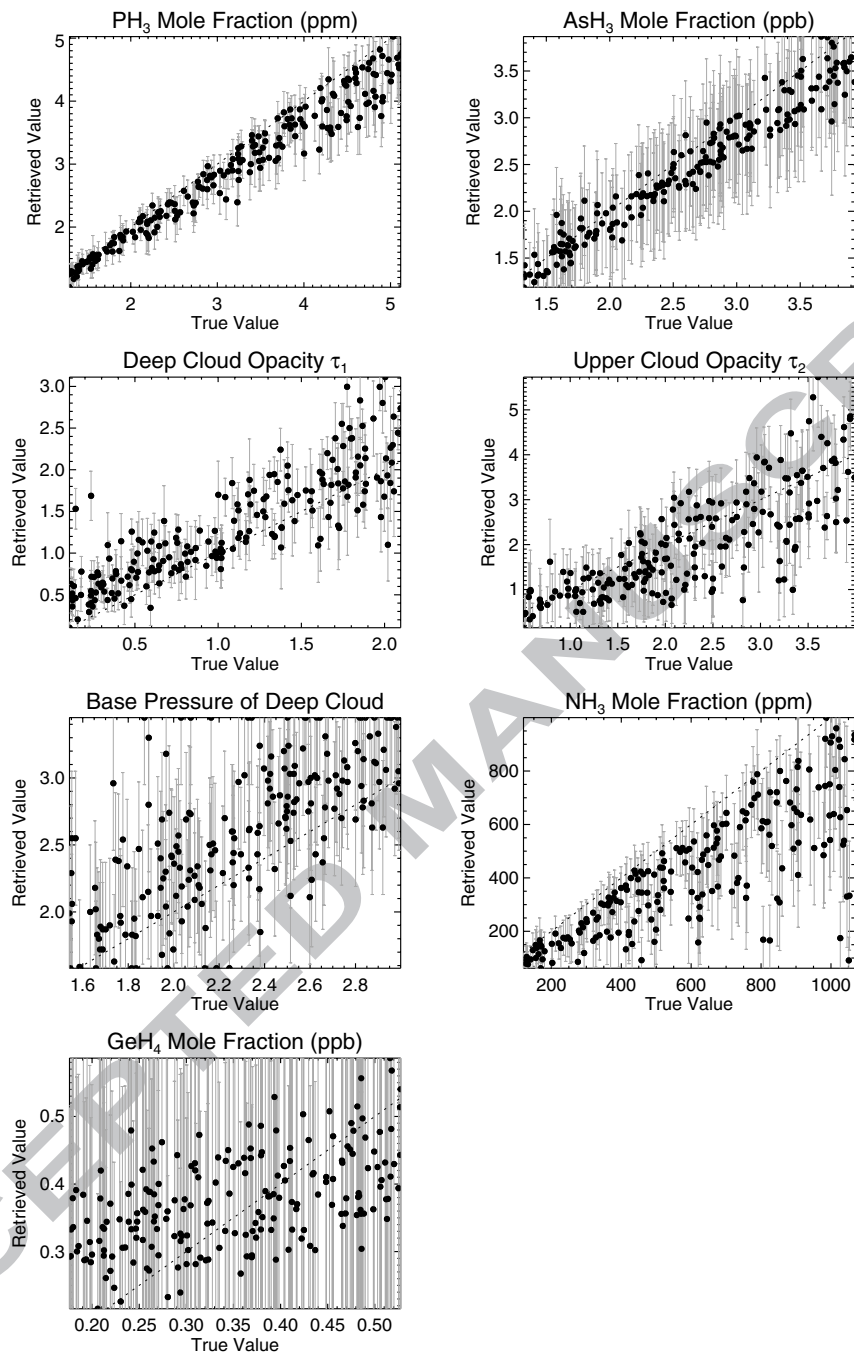 PH3 Mole Fraction (ppm)
5
4
3
2
Retrieved Value
2 3 4 5
True Value
AsH3 Mole Fraction (ppb)
3.5
3.0
2.5
2.0
1.5
Retrieved Value
1.5 2.0 2.5 3.0 3.5
True Value
Deep Cloud Opacity τ1
3.0
2.5
2.0
1.5
1.0
0.5
Retrieved Value
0.5 1.0 1.5 2.0
True Value
Upper Cloud Opacity τ2
5
4
3
2
1
Retrieved Value
1.0 1.5 2.0 2.5 3.0 3.5
True Value
Base Pressure of Deep Cloud
3.0
2.5
2.0
Retrieved Value
1.6 1.8 2.0 2.2 2.4 2.6 2.8
True Value
NH3 Mole Fraction (ppm)
800
600
400
200
Retrieved Value
200 400 600 800 1000
True Value
GeH4 Mole Fraction (ppb)
0.5
0.4
0.3
Retrieved Value
0.20 0.25 0.30 0.35 0.40 0.45 0.50
True Value
CEPTED MANUSCR